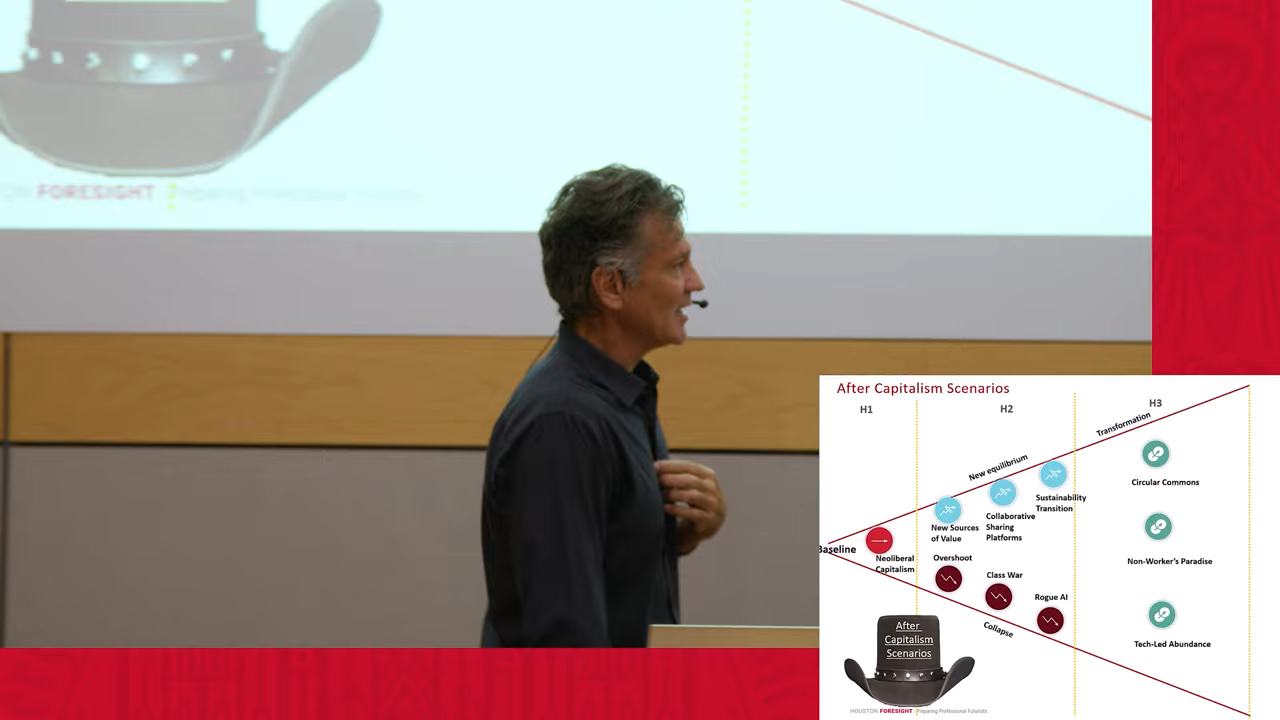 FORESIGHT
After Capitalism Scenarios
H1
H2
H3
Transformation
New equilibrium
Circular Commons
Sustainability
Transition
Collaborative
Sharing
Platforms
New Sources
of Value
Baseline
Neoliberal
Capitalism
Overshoot
Non-Worker's Paradise
Class War
Rogue AI
Collapse
Tech-Led Abundance
After
Capitalism
Scenarios
HOUSTON FORESIGHT Preparing Professional Futurists